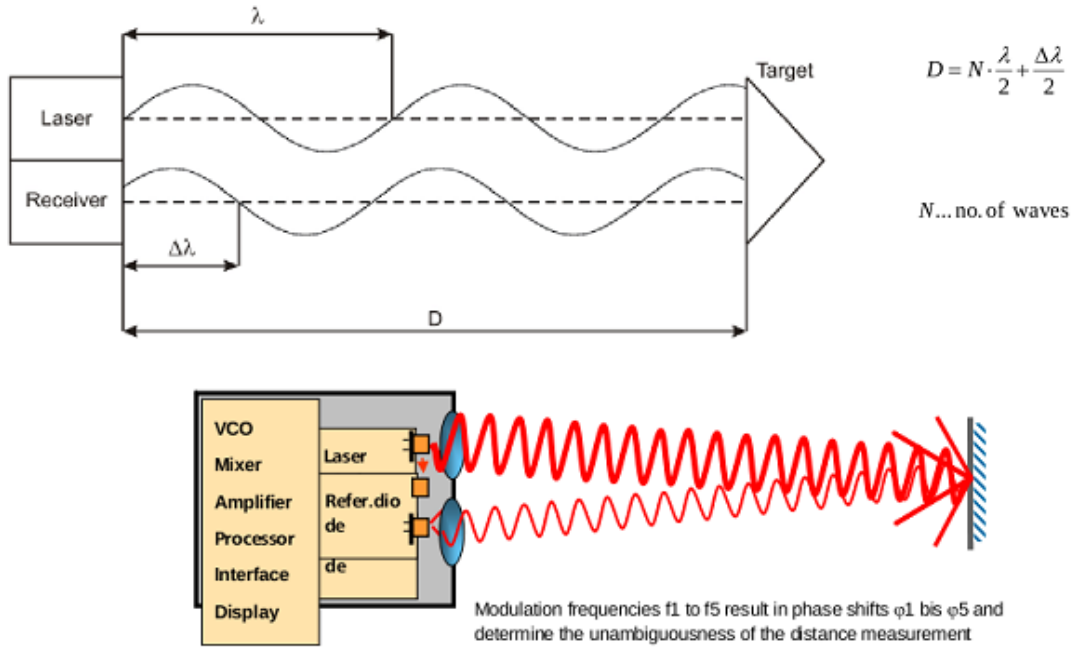 λ
Target
D = N · λ/2 + Δλ/2
Laser
Receiver
N... no. of waves
Δλ
D
VCO
Mixer
Amplifier
Processor
Interface
Display
Laser
Refer.dio
de
de
Modulation frequencies f1 to f5 result in phase shifts φ1 bis φ5 and
determine the unambiguousness of the distance measurement